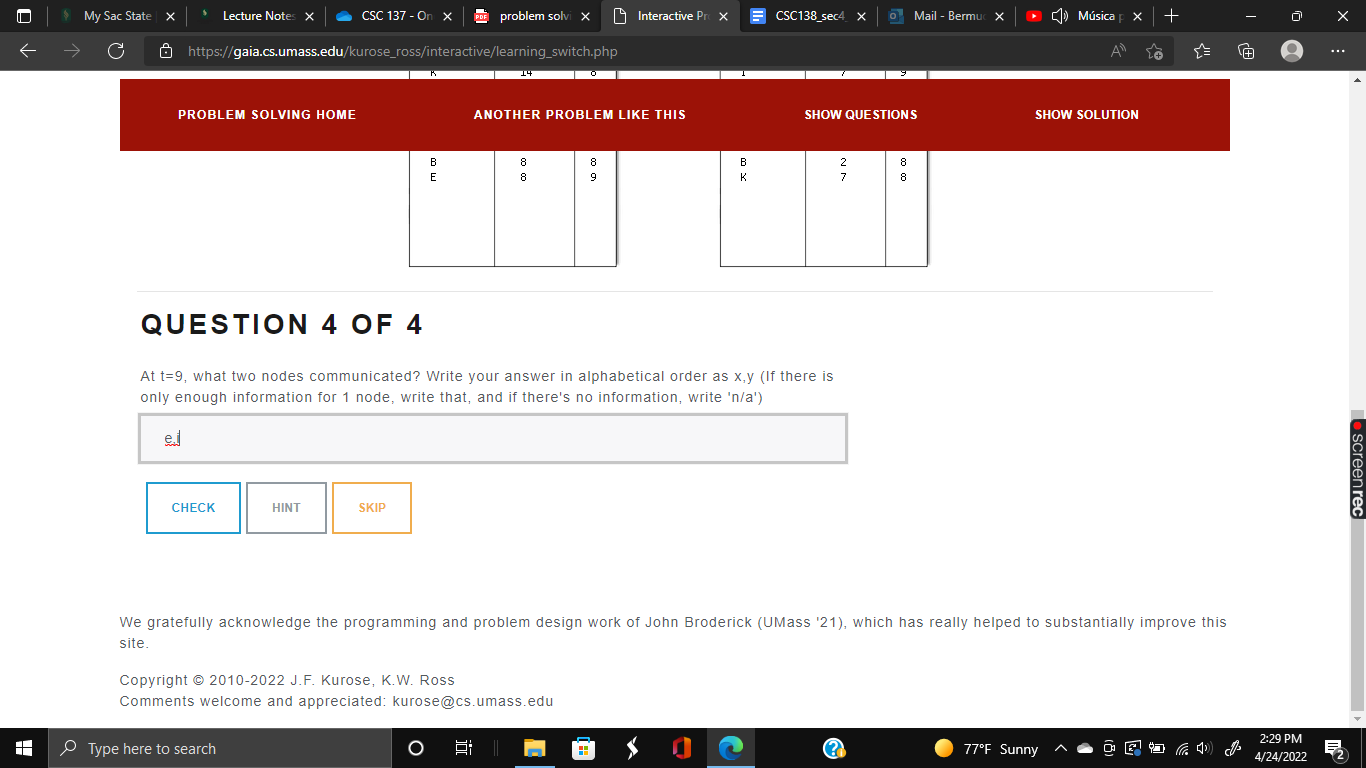 My Sac State
Lecture Notes
CSC 137 - On
problem solvi
Interactive Pr
CSC138_sec4_
Mail - Bermu
Música p
https://gaia.cs.umass.edu/kurose_ross/interactive/learning_switch.php
K 14 8
I 7 9
PROBLEM SOLVING HOME
ANOTHER PROBLEM LIKE THIS
SHOW QUESTIONS
SHOW SOLUTION
B 8 8
B 2 8
E 8 9
K 7 8
QUESTION 4 OF 4
At t=9, what two nodes communicated? Write your answer in alphabetical order as x,y (If there is
only enough information for 1 node, write that, and if there's no information, write 'n/a')
e,i
CHECK
HINT
SKIP
screenrec
We gratefully acknowledge the programming and problem design work of John Broderick (UMass '21), which has really helped to substantially improve this
site.
Copyright © 2010-2022 J.F. Kurose, K.W. Ross
Comments welcome and appreciated: kurose@cs.umass.edu
Type here to search
77°F Sunny
2:29 PM
4/24/2022
2